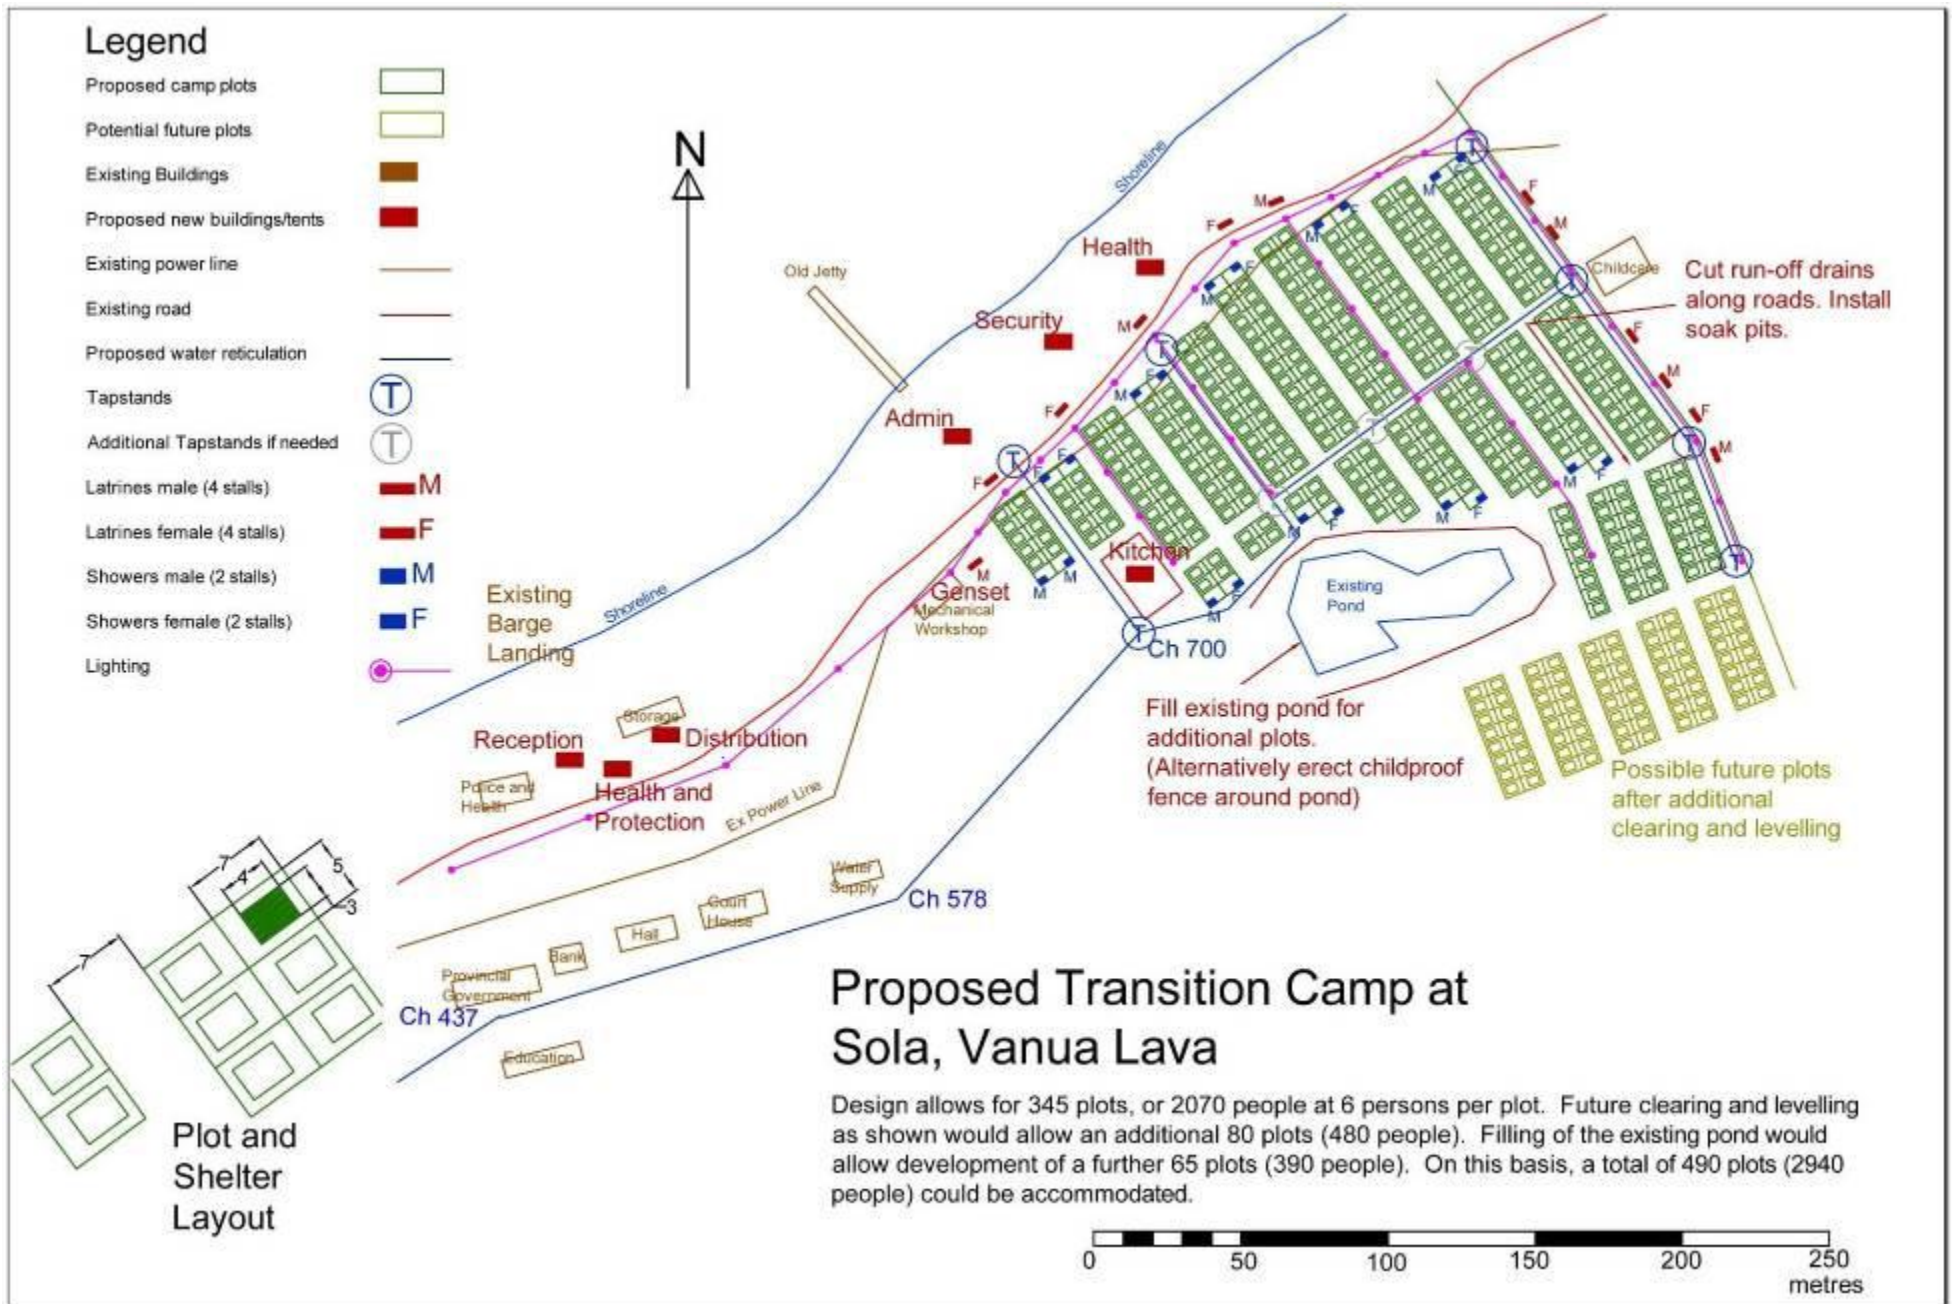 Legend
Proposed camp plots
Potential future plots
Existing Buildings
Proposed new buildings/tents
Existing power line
Existing road
Proposed water reticulation
Tapstands
T
Additional Tapstands if needed
T
Latrines male (4 stalls)
M
Latrines female (4 stalls)
F
Showers male (2 stalls)
M
Showers female (2 stalls)
F
Lighting
N
Shoreline
Old Jetty
Health
Security
Admin
Childcare
Cut run-off drains
along roads. Install
soak pits.
T
T
T
T
T
T
T
T
T
T
M
F
M
F
F
M
F
M
F
M
F
M
F
M
M
F
M
F
M
F
M
F
F
F
M
M
M
F
M
F
M
F
M
F
M
Kitchen
Genset
Mechanical
Workshop
Existing
Pond
Ch 700
Existing
Barge
Landing
Shoreline
Storage
Reception
Distribution
Police and
Health
Health and
Protection
Ex Power Line
Fill existing pond for
additional plots.
(Alternatively erect childproof
fence around pond)
Possible future plots
after additional
clearing and levelling
Water
Supply
Ch 578
Court
House
Hall
Bank
Provincial
Government
Ch 437
Education
7
4
5
3
7
Plot and
Shelter
Layout
Proposed Transition Camp at
Sola, Vanua Lava
Design allows for 345 plots, or 2070 people at 6 persons per plot. Future clearing and levelling
as shown would allow an additional 80 plots (480 people). Filling of the existing pond would
allow development of a further 65 plots (390 people). On this basis, a total of 490 plots (2940
people) could be accommodated.
0 50 100 150 200 250
metres